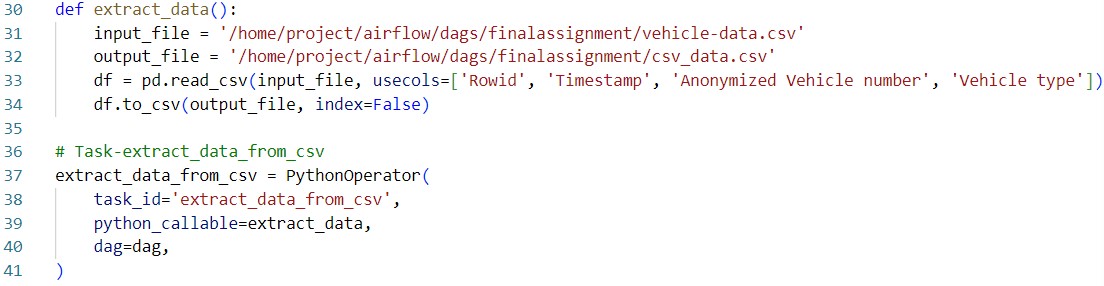 30 def extract_data():
31     input_file = '/home/project/airflow/dags/finalassignment/vehicle-data.csv'
32     output_file = '/home/project/airflow/dags/finalassignment/csv_data.csv'
33     df = pd.read_csv(input_file, usecols=['Rowid', 'Timestamp', 'Anonymized Vehicle number', 'Vehicle type'])
34     df.to_csv(output_file, index=False)
35
36 # Task-extract_data_from_csv
37 extract_data_from_csv = PythonOperator(
38     task_id='extract_data_from_csv',
39     python_callable=extract_data,
40     dag=dag,
41 )